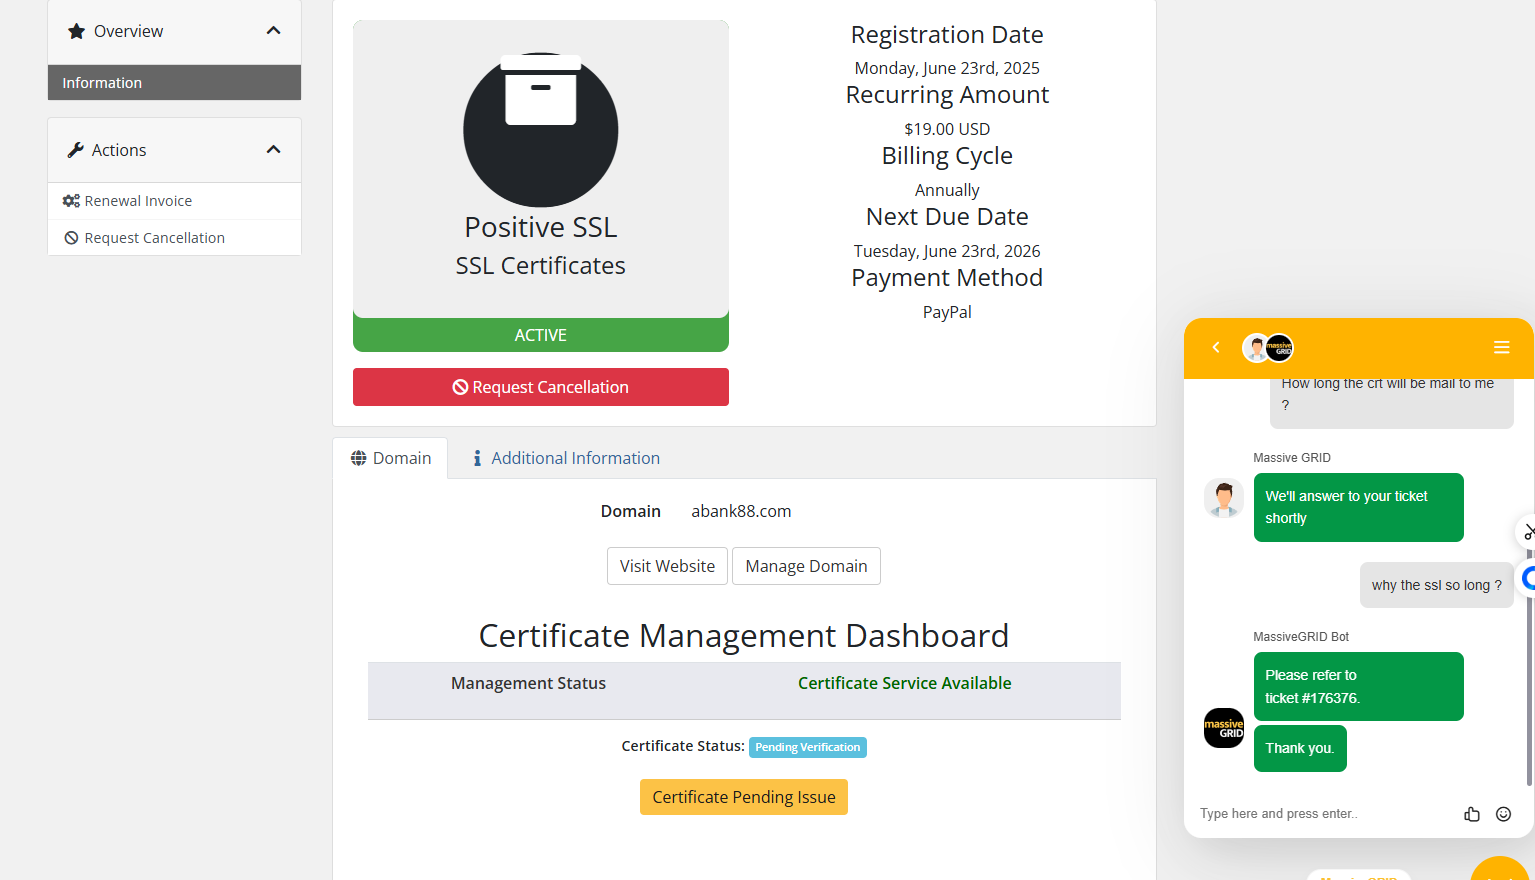 Overview
Information
Actions
Renewal Invoice
Request Cancellation
Positive SSL
SSL Certificates
ACTIVE
Request Cancellation
Registration Date
Monday, June 23rd, 2025
Recurring Amount
$19.00 USD
Billing Cycle
Annually
Next Due Date
Tuesday, June 23rd, 2026
Payment Method
PayPal
Domain
Additional Information
Domain abank88.com
Visit Website
Manage Domain
Certificate Management Dashboard
Management Status Certificate Service Available
Certificate Status: Pending Verification
Certificate Pending Issue
massive
GRID
How long the crt will be mail to me
?
Massive GRID
We'll answer to your ticket
shortly
why the ssl so long ?
MassiveGRID Bot
Please refer to
ticket #176376.
massive
GRID
Thank you.
Type here and press enter..